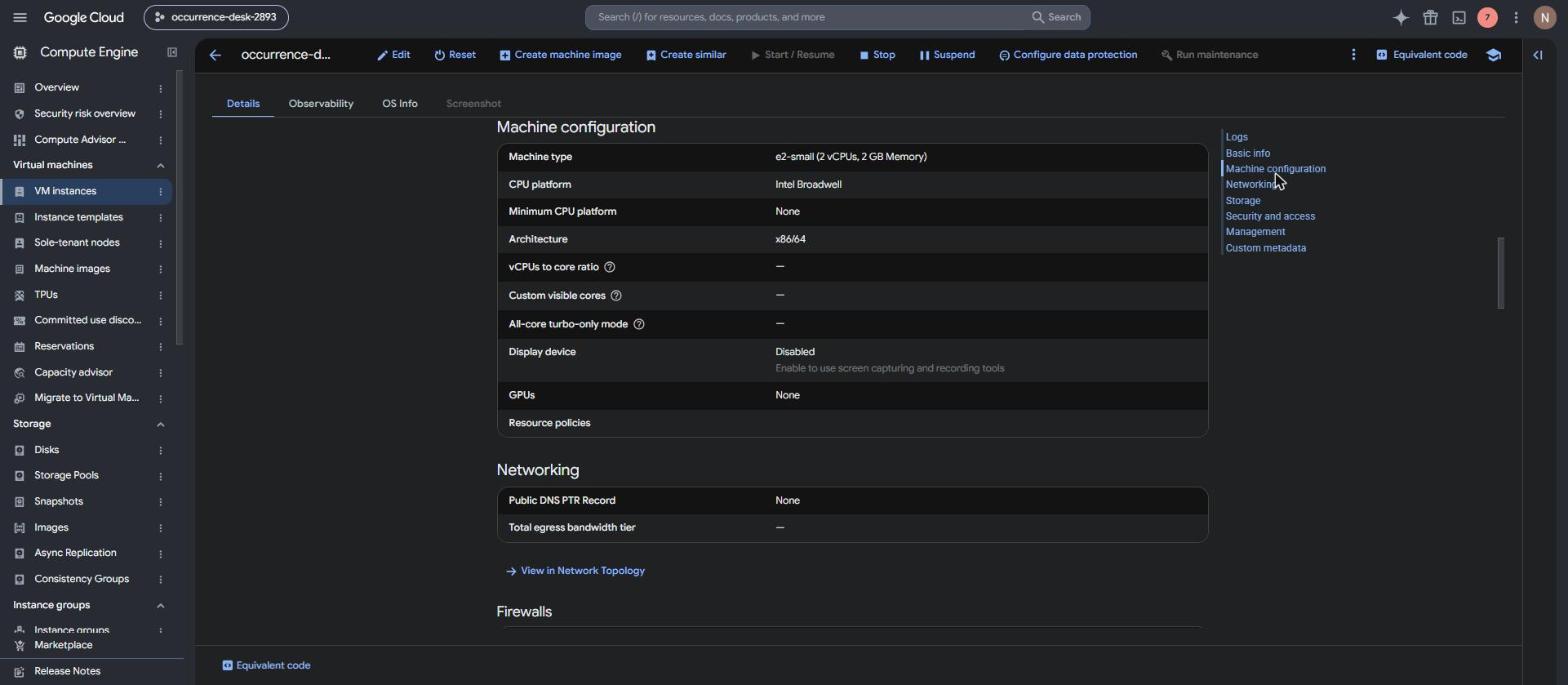 Google Cloud
occurrence-desk-2893
Search (/) for resources, docs, products, and more
Search
7
N
Compute Engine
occurrence-d...
Edit
Reset
Create machine image
Create similar
Start / Resume
Stop
Suspend
Configure data protection
Run maintenance
Equivalent code
Overview
Security risk overview
Compute Advisor ...
Virtual machines
VM instances
Instance templates
Sole-tenant nodes
Machine images
TPUs
Committed use disco...
Reservations
Capacity advisor
Migrate to Virtual Ma...
Storage
Disks
Storage Pools
Snapshots
Images
Async Replication
Consistency Groups
Instance groups
Instance groups
Marketplace
Release Notes
Details
Observability
OS Info
Screenshot
Machine configuration
Machine type e2-small (2 vCPUs, 2 GB Memory)
CPU platform Intel Broadwell
Minimum CPU platform None
Architecture x86/64
vCPUs to core ratio —
Custom visible cores —
All-core turbo-only mode —
Display device Disabled
Enable to use screen capturing and recording tools
GPUs None
Resource policies
Networking
Public DNS PTR Record None
Total egress bandwidth tier —
View in Network Topology
Firewalls
Logs
Basic info
Machine configuration
Networking
Storage
Security and access
Management
Custom metadata
Equivalent code